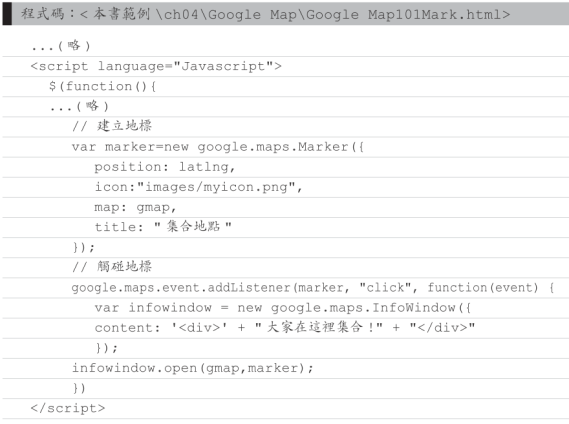 程式碼：<本書範例\ch04\Google Map\Google Map101Mark.html>
...(略)
<script language="Javascript">
$(function(){
...(略)
// 建立地標
var marker=new google.maps.Marker({
position: latlng,
icon:"images/myicon.png",
map: gmap,
title: "集合地點"
});
// 觸碰地標
google.maps.event.addListener(marker, "click", function(event) {
var infowindow = new google.maps.InfoWindow({
content: '<div>' + "大家在這裡集合!" + "</div>"
});
infowindow.open(gmap,marker);
})
</script>